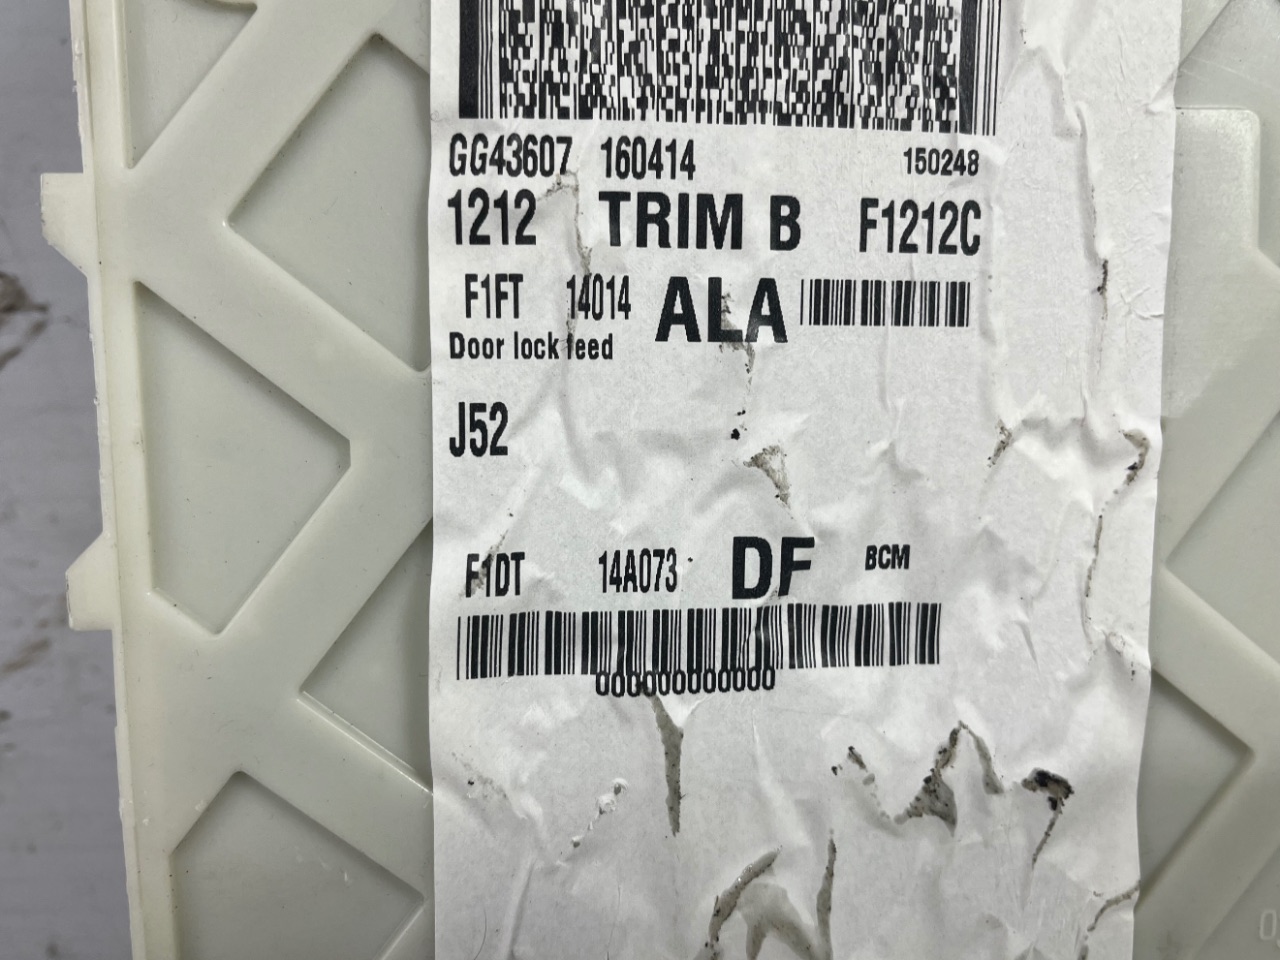 GG43607 160414 150248
1212 TRIM B F1212C
F1FT 14014 ALA
Door lock feed
J52
F1DT 14A073 DF BCM
000000000000